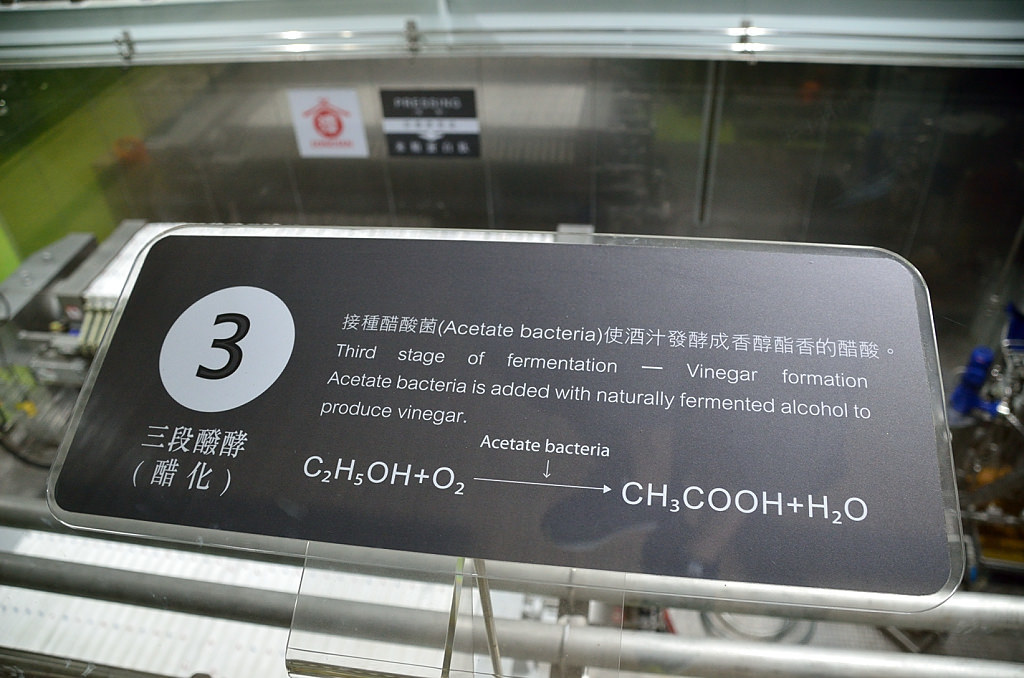 PRESSING
3
三段醱酵
(醋化)
接種醋酸菌(Acetate bacteria)使酒汁發酵成香醇酯香的醋酸。
Third stage of fermentation — Vinegar formation
Acetate bacteria is added with naturally fermented alcohol to
produce vinegar.
Acetate bacteria
↓
C₂H₅OH+O₂ → CH₃COOH+H₂O